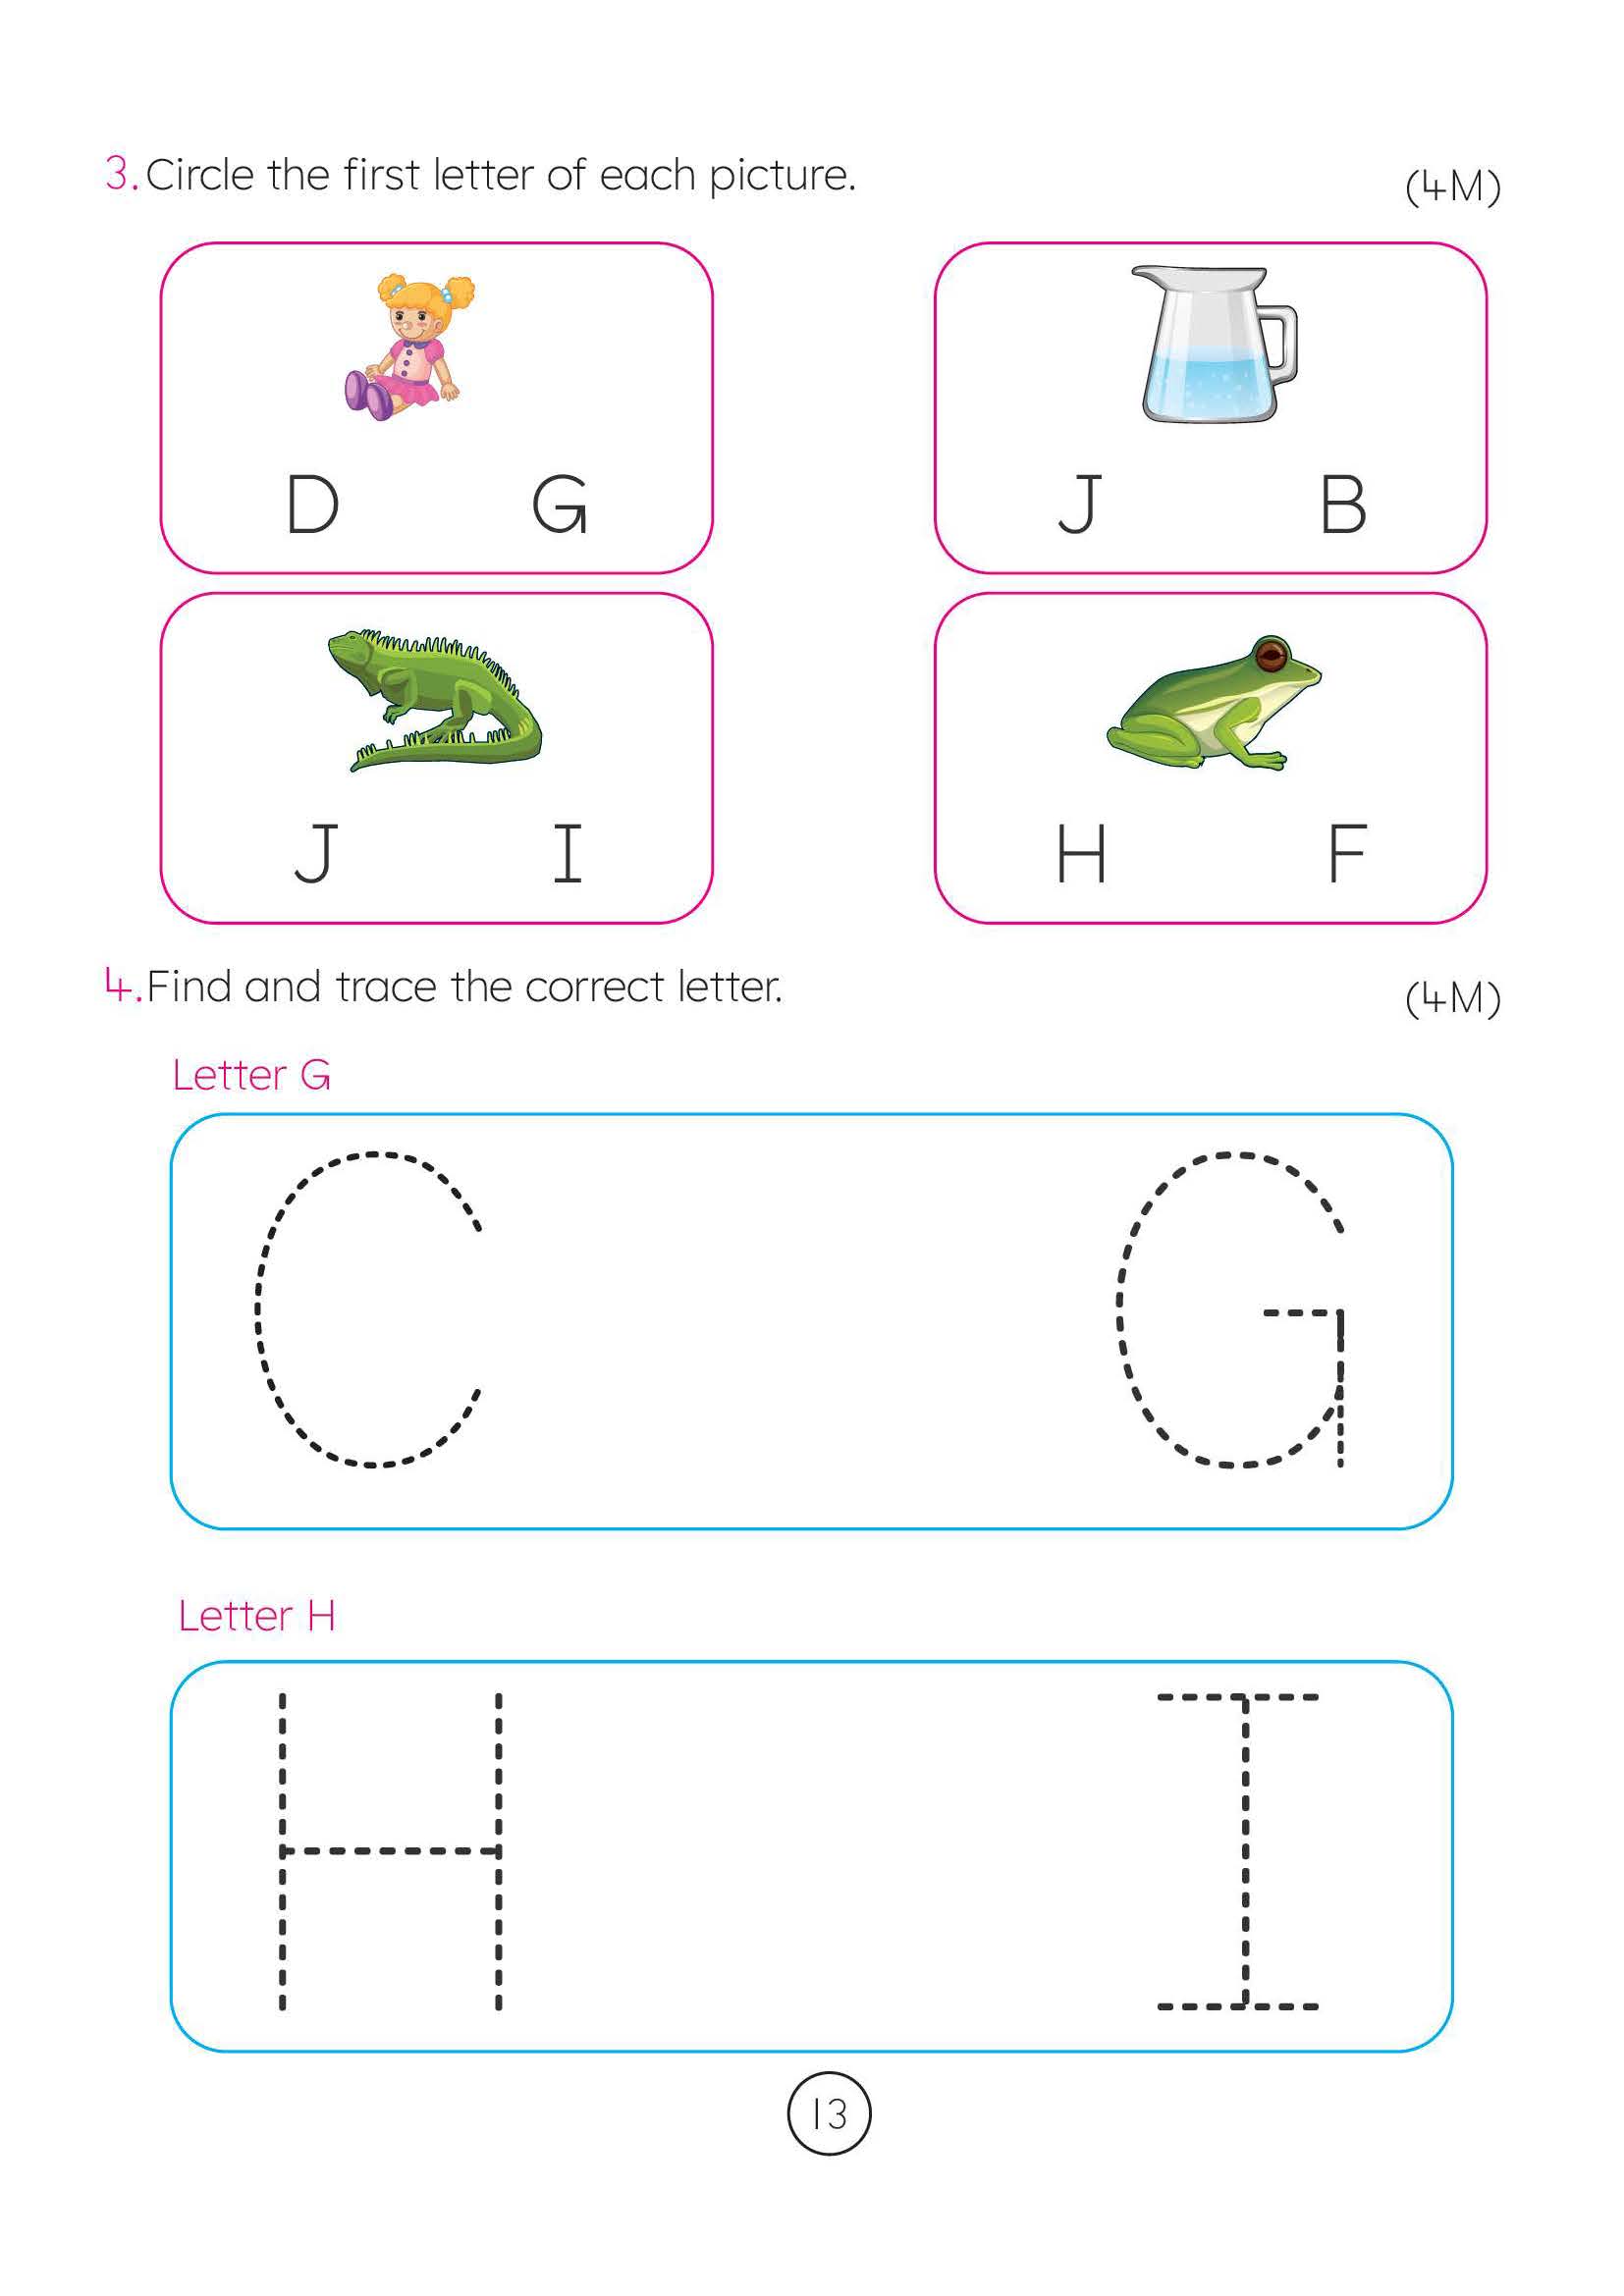 3. Circle the first letter of each picture.
(4M)
D G
J B
J I
H F
4. Find and trace the correct letter.
(4M)
Letter G
C G
Letter H
H I
13